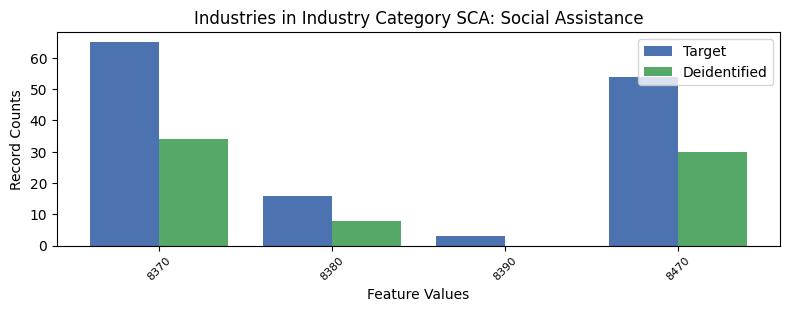 Industries in Industry Category SCA: Social Assistance
Target
Deidentified
Record Counts
60
50
40
30
20
10
0
8370
8380
8390
8470
Feature Values